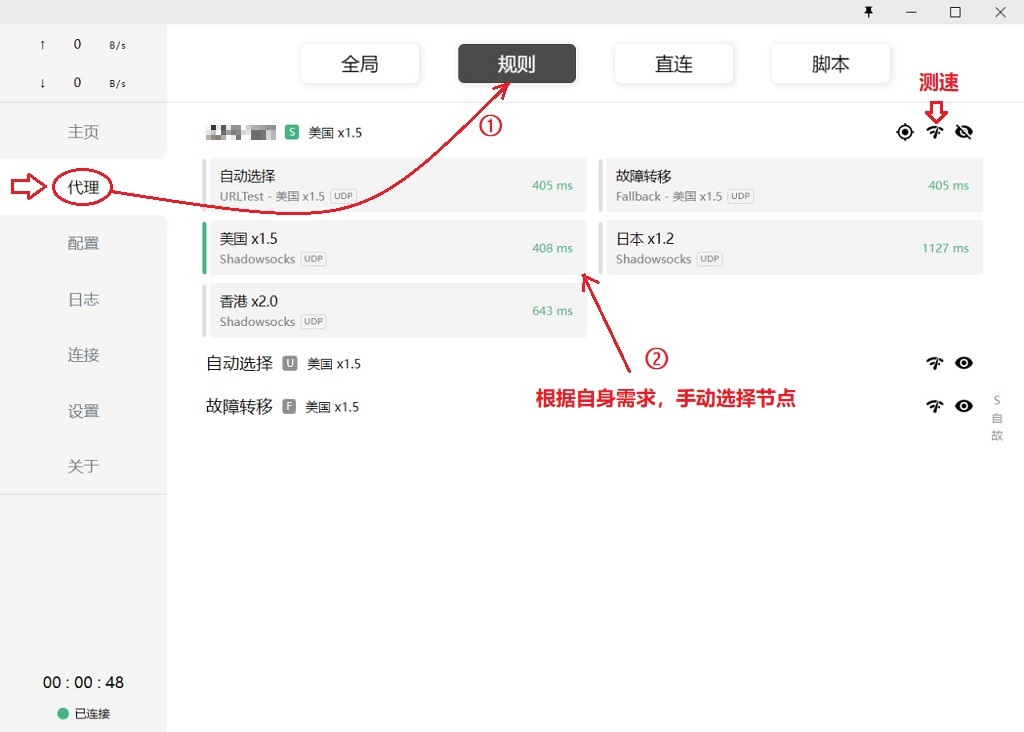 ↑ 0 B/s
↓ 0 B/s
全局 规则 直连 脚本
测速
①
主页
代理
配置
日志
连接
设置
关于
S 美国 x1.5
自动选择
URLTest - 美国 x1.5 UDP
405 ms
故障转移
Fallback - 美国 x1.5 UDP
405 ms
美国 x1.5
Shadowsocks UDP
408 ms
日本 x1.2
Shadowsocks UDP
1127 ms
香港 x2.0
Shadowsocks UDP
643 ms
②
根据自身需求，手动选择节点
自动选择 U 美国 x1.5
故障转移 F 美国 x1.5
S
自
故
00 : 00 : 48
已连接